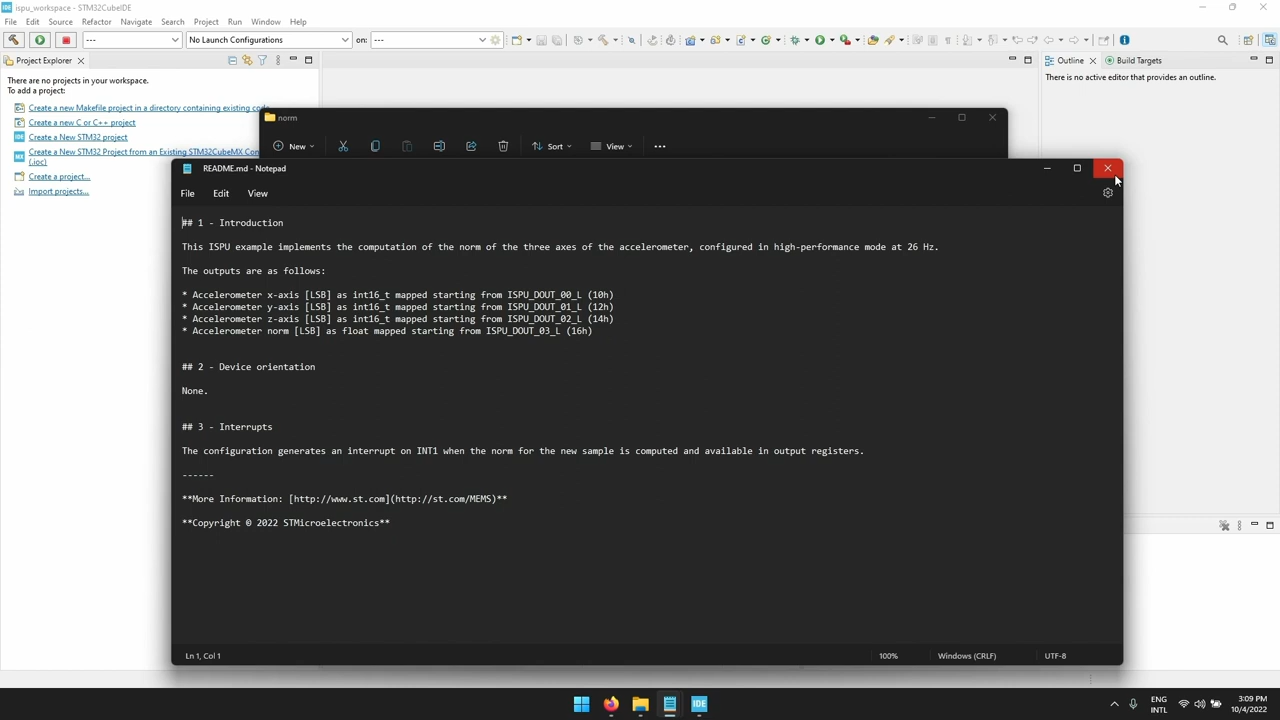 ispu_workspace - STM32CubeIDE
File Edit Source Refactor Navigate Search Project Run Window Help
--- No Launch Configurations on: ---
Project Explorer
There are no projects in your workspace.
To add a project:
Create a new Makefile project in a directory containing existing code
Create a new C or C++ project
Create a New STM32 project
Create a New STM32 Project from an Existing STM32CubeMX Con
(.ioc)
Create a project...
Import projects...
Outline Build Targets
There is no active editor that provides an outline.
norm
New Sort View
README.md - Notepad
File Edit View
## 1 - Introduction
This ISPU example implements the computation of the norm of the three axes of the accelerometer, configured in high-performance mode at 26 Hz.
The outputs are as follows:
* Accelerometer x-axis [LSB] as int16_t mapped starting from ISPU_DOUT_00_L (10h)
* Accelerometer y-axis [LSB] as int16_t mapped starting from ISPU_DOUT_01_L (12h)
* Accelerometer z-axis [LSB] as int16_t mapped starting from ISPU_DOUT_02_L (14h)
* Accelerometer norm [LSB] as float mapped starting from ISPU_DOUT_03_L (16h)
## 2 - Device orientation
None.
## 3 - Interrupts
The configuration generates an interrupt on INT1 when the norm for the new sample is computed and available in output registers.
------
**More Information: [http://www.st.com](http://st.com/MEMS)**
**Copyright © 2022 STMicroelectronics**
Ln 1, Col 1 100% Windows (CRLF) UTF-8
IDE
ENG
INTL
3:09 PM
10/4/2022